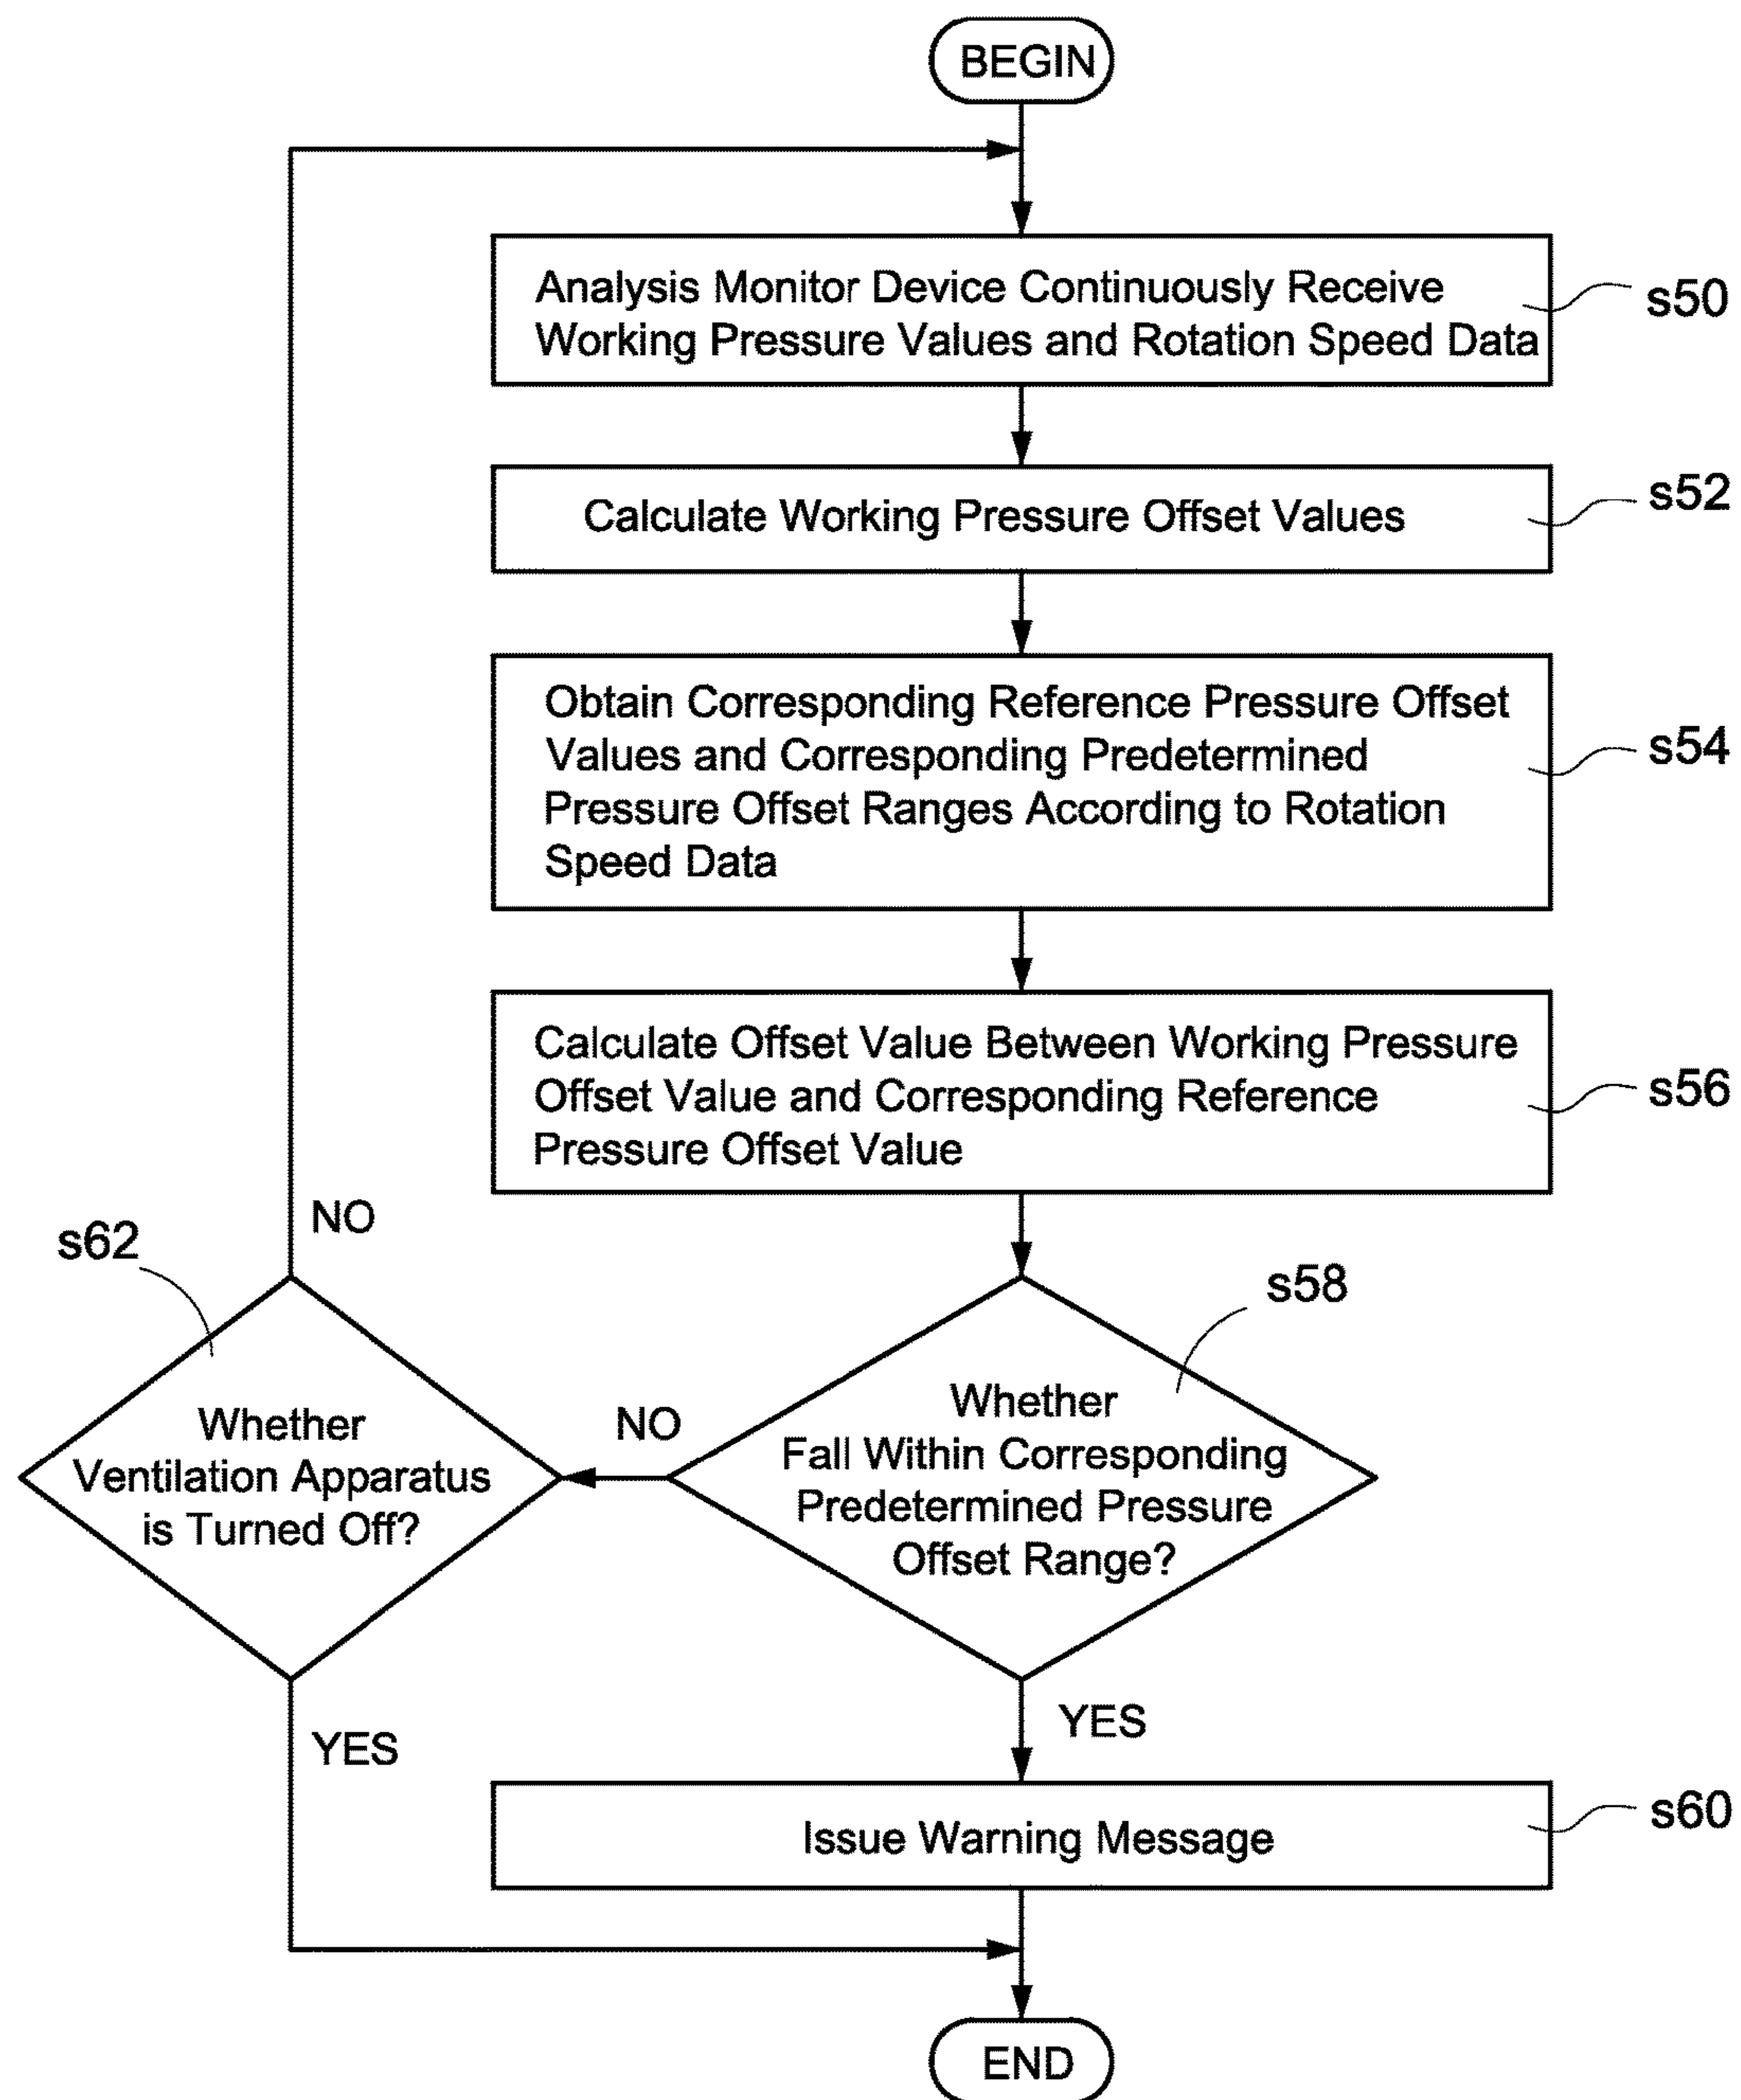 BEGIN
Analysis Monitor Device Continuously Receive
Working Pressure Values and Rotation Speed Data
s50
Calculate Working Pressure Offset Values
s52
Obtain Corresponding Reference Pressure Offset
Values and Corresponding Predetermined
Pressure Offset Ranges According to Rotation
Speed Data
s54
Calculate Offset Value Between Working Pressure
Offset Value and Corresponding Reference
Pressure Offset Value
s56
s58
Whether
Fall Within Corresponding
Predetermined Pressure
Offset Range?
NO
YES
s62
Whether
Ventilation Apparatus
is Turned Off?
NO
YES
Issue Warning Message
s60
END